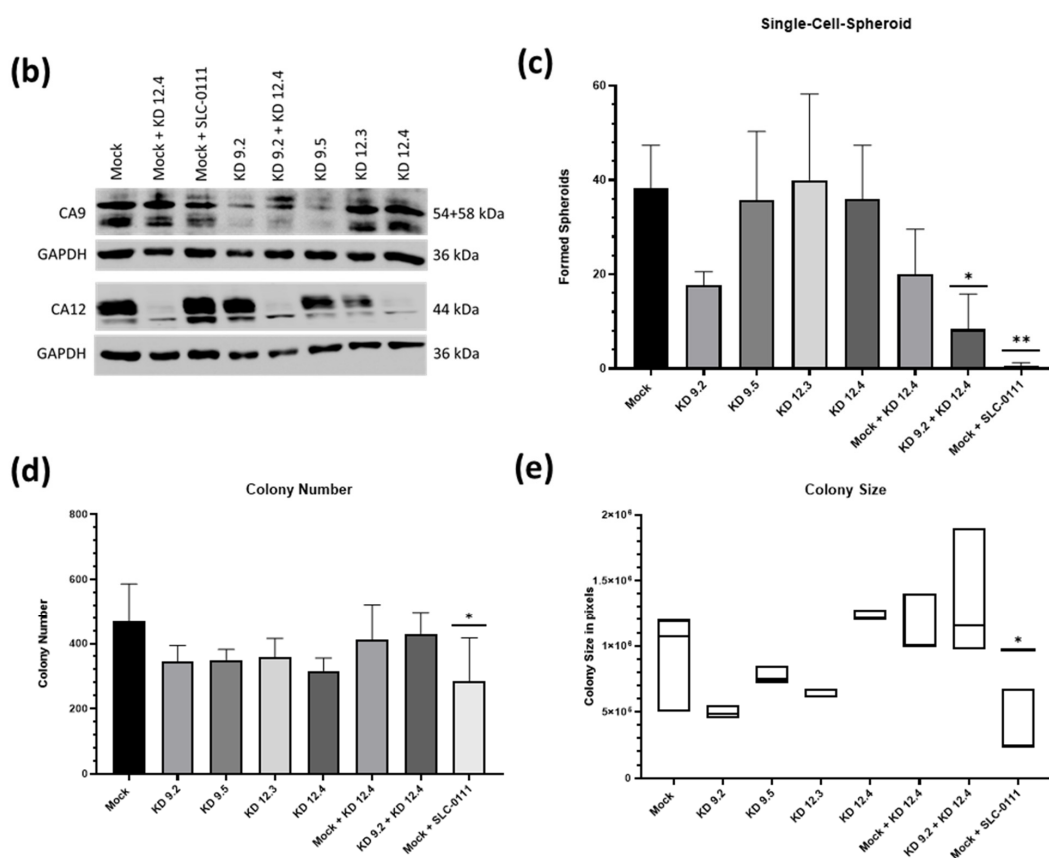 (b)
Mock
Mock + KD 12.4
Mock + SLC-0111
KD 9.2
KD 9.2 + KD 12.4
KD 9.5
KD 12.3
KD 12.4
CA9
54+58 kDa
GAPDH
36 kDa
CA12
44 kDa
GAPDH
36 kDa
(c)
Single-Cell-Spheroid
Formed Spheroids
60
40
20
0
*
**
Mock
KD 9.2
KD 9.5
KD 12.3
KD 12.4
Mock + KD 12.4
KD 9.2 + KD 12.4
Mock + SLC-0111
(d)
Colony Number
Colony Number
800
600
400
200
0
*
Mock
KD 9.2
KD 9.5
KD 12.3
KD 12.4
Mock + KD 12.4
KD 9.2 + KD 12.4
Mock + SLC-0111
(e)
Colony Size
Colony Size in pixels
2×10⁶
1.5×10⁶
1×10⁶
5×10⁵
0
*
Mock
KD 9.2
KD 9.5
KD 12.3
KD 12.4
Mock + KD 12.4
KD 9.2 + KD 12.4
Mock + SLC-0111